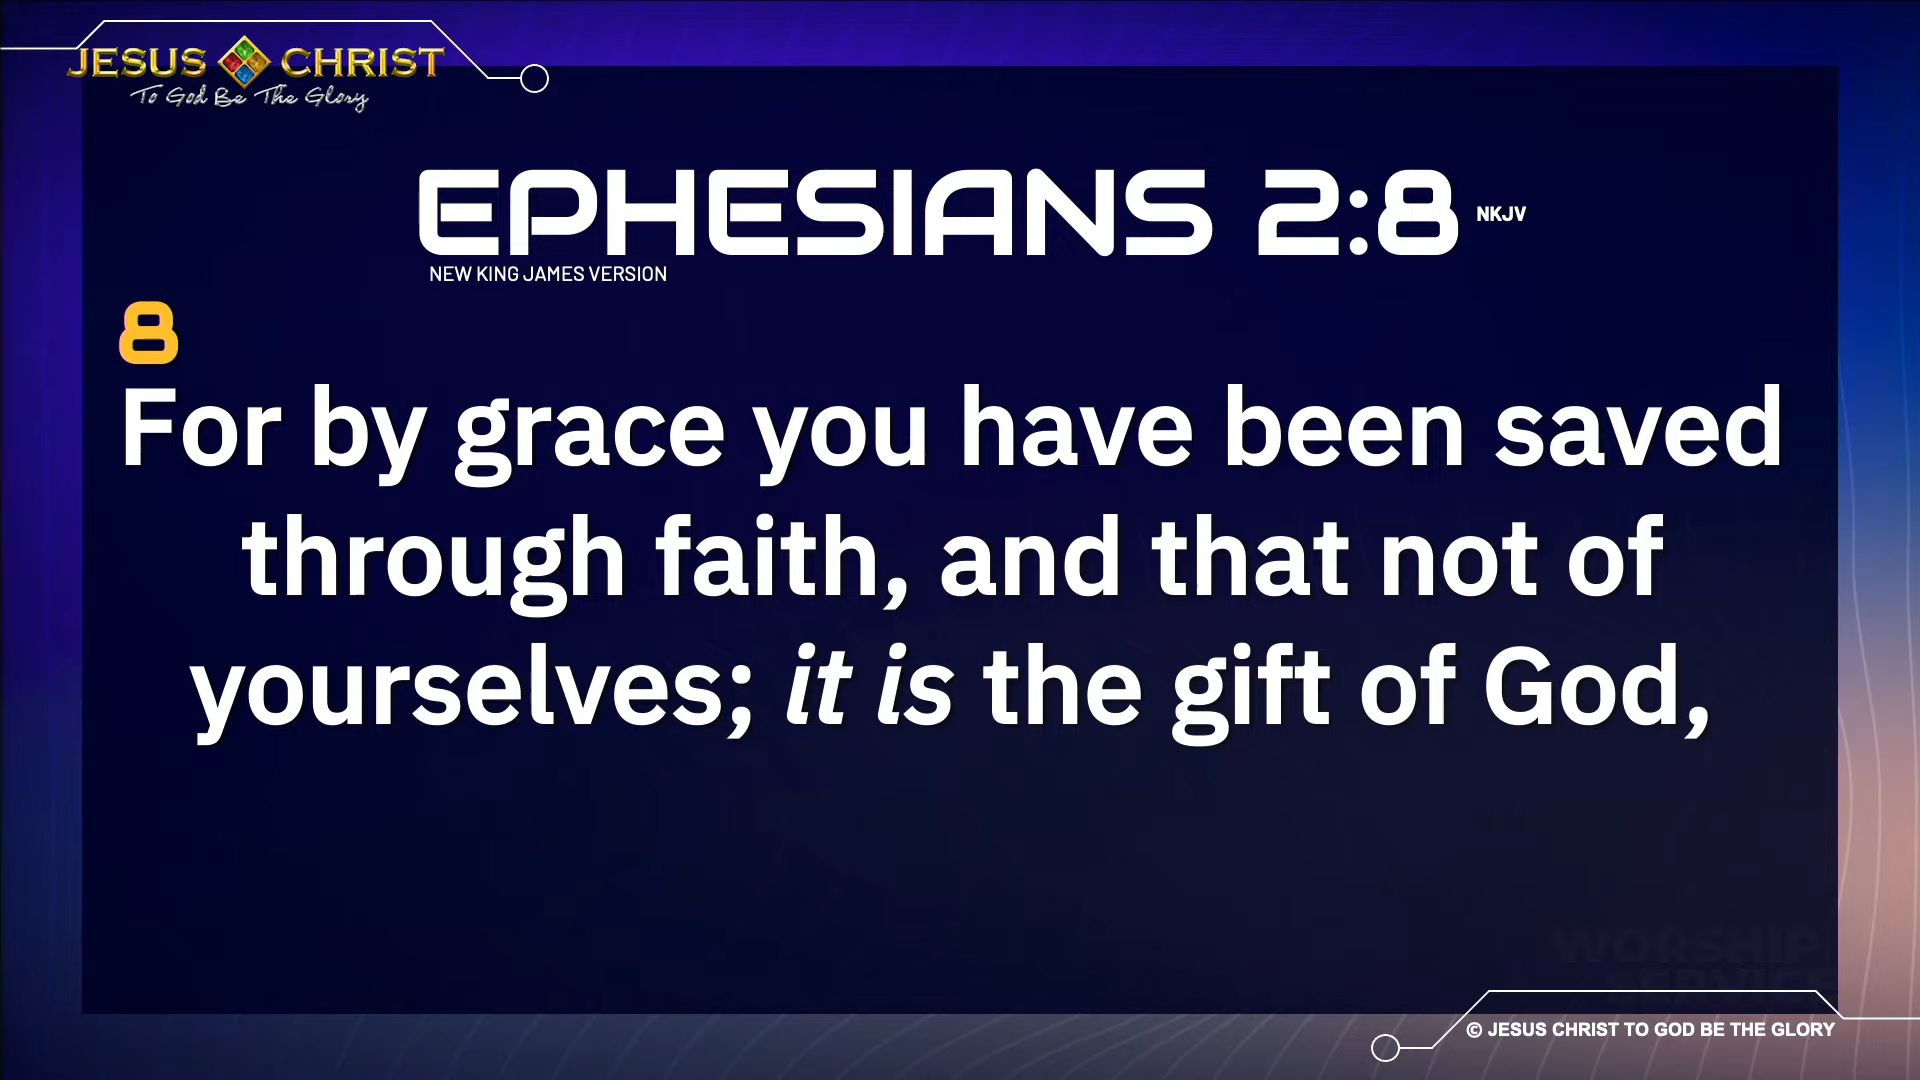 JESUS CHRIST
To God Be The Glory
EPHESIANS 2:8 NKJV
NEW KING JAMES VERSION
8
For by grace you have been saved
through faith, and that not of
yourselves; it is the gift of God,
WORSHIP
SERVICE
© JESUS CHRIST TO GOD BE THE GLORY